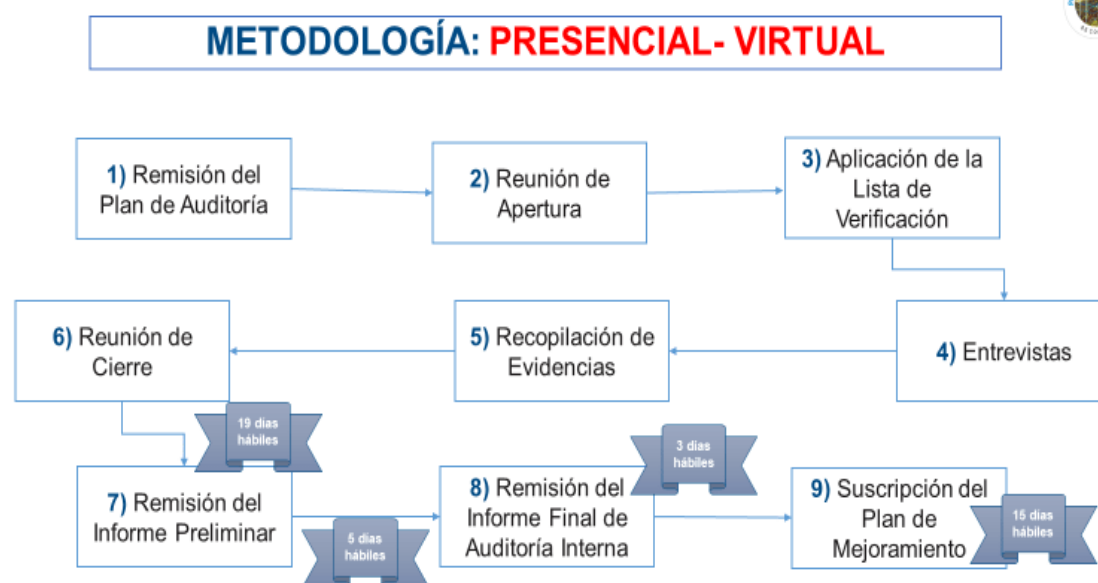 METODOLOGÍA: PRESENCIAL- VIRTUAL
1) Remisión del
Plan de Auditoría
2) Reunión de
Apertura
3) Aplicación de la
Lista de
Verificación
4) Entrevistas
5) Recopilación de
Evidencias
6) Reunión de
Cierre
19 dias
hábiles
7) Remisión del
Informe Preliminar
5 dias
hábiles
8) Remisión del
Informe Final de
Auditoría Interna
3 dias
hábiles
9) Suscripción del
Plan de
Mejoramiento
15 dias
hábiles